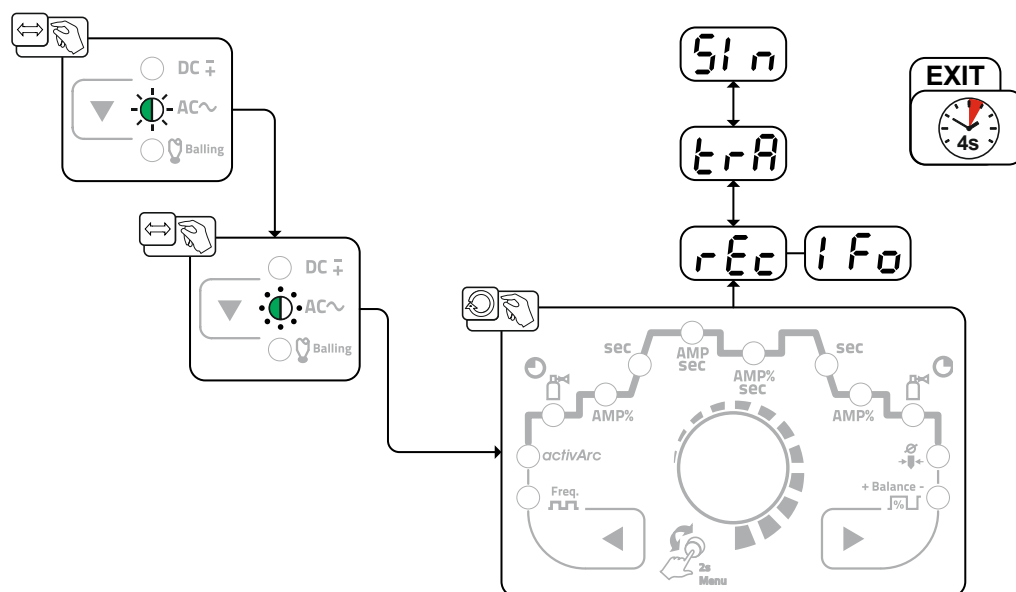 DC
AC
Balling
DC
AC
Balling
SIn
trA
rEc
IFo
EXIT
4s
sec
AMP
sec
AMP%
sec
sec
AMP%
AMP%
activArc
Freq.
+ Balance -
%
2s
Menu